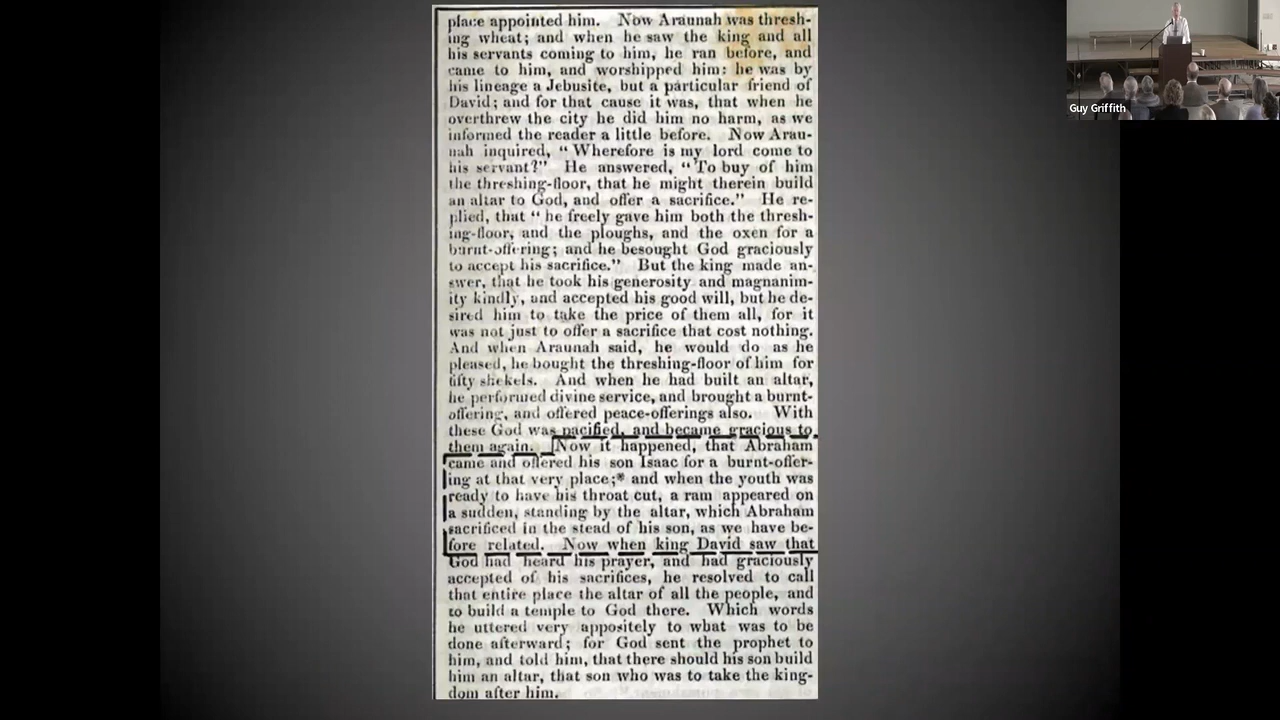 place appointed him. Now Araunah was thresh-
ing wheat; and when he saw the king and all
his servants coming to him, he ran before, and
came to him, and worshipped him: he was by
his lineage a Jebusite, but a particular friend of
David; and for that cause it was, that when he
overthrew the city he did him no harm, as we
informed the reader a little before. Now Arau-
nah inquired, “Wherefore is my lord come to
his servant?” He answered, “To buy of him
the threshing-floor, that he might therein build
an altar to God, and offer a sacrifice.” He re-
plied, that “he freely gave him both the thresh-
ing-floor, and the ploughs, and the oxen for a
burnt-offering; and he besought God graciously
to accept his sacrifice.” But the king made an-
swer, that he took his generosity and magnanim-
ity kindly, and accepted his good will, but he de-
sired him to take the price of them all, for it
was not just to offer a sacrifice that cost nothing.
And when Araunah said, he would do as he
pleased, he bought the threshing-floor of him for
fifty shekels. And when he had built an altar,
he performed divine service, and brought a burnt-
offering, and offered peace-offerings also. With
these God was pacified, and became gracious to
them again. Now it happened, that Abraham
came and offered his son Isaac for a burnt-offer-
ing at that very place;* and when the youth was
ready to have his throat cut, a ram appeared on
a sudden, standing by the altar, which Abraham
sacrificed in the stead of his son, as we have be-
fore related. Now when king David saw that
God had heard his prayer, and had graciously
accepted of his sacrifices, he resolved to call
that entire place the altar of all the people, and
to build a temple to God there. Which words
he uttered very appositely to what was to be
done afterward; for God sent the prophet to
him, and told him, that there should his son build
him an altar, that son who was to take the king-
dom after him.
Guy Griffith